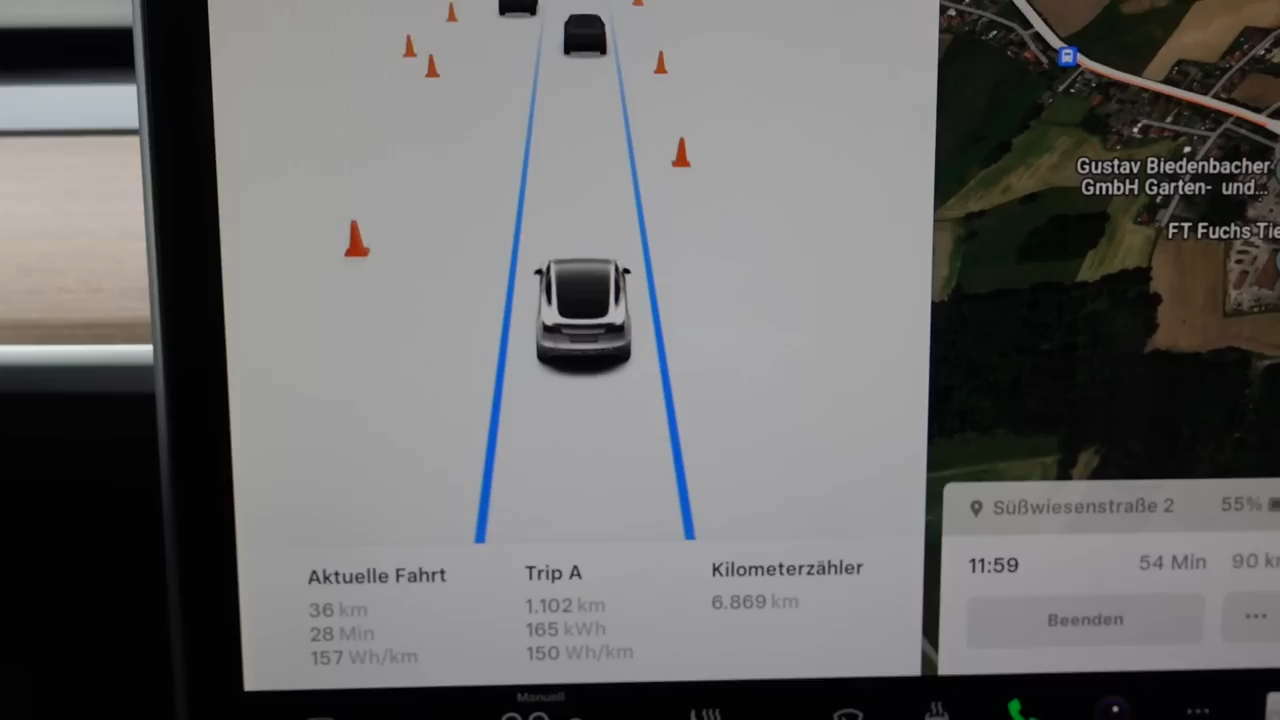 Gustav Biedenbacher
GmbH Garten- und...
FT Fuchs Tie
Süßwiesenstraße 2 55%
11:59 54 Min 90 km
Beenden
Aktuelle Fahrt
36 km
28 Min
157 Wh/km
Trip A
1.102 km
165 kWh
150 Wh/km
Kilometerzähler
6.869 km
Manuell